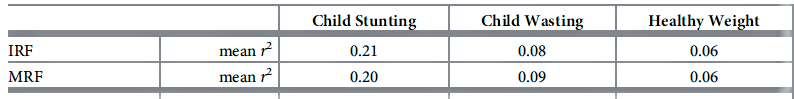 Child Stunting Child Wasting Healthy Weight
IRF mean r² 0.21 0.08 0.06
MRF mean r² 0.20 0.09 0.06